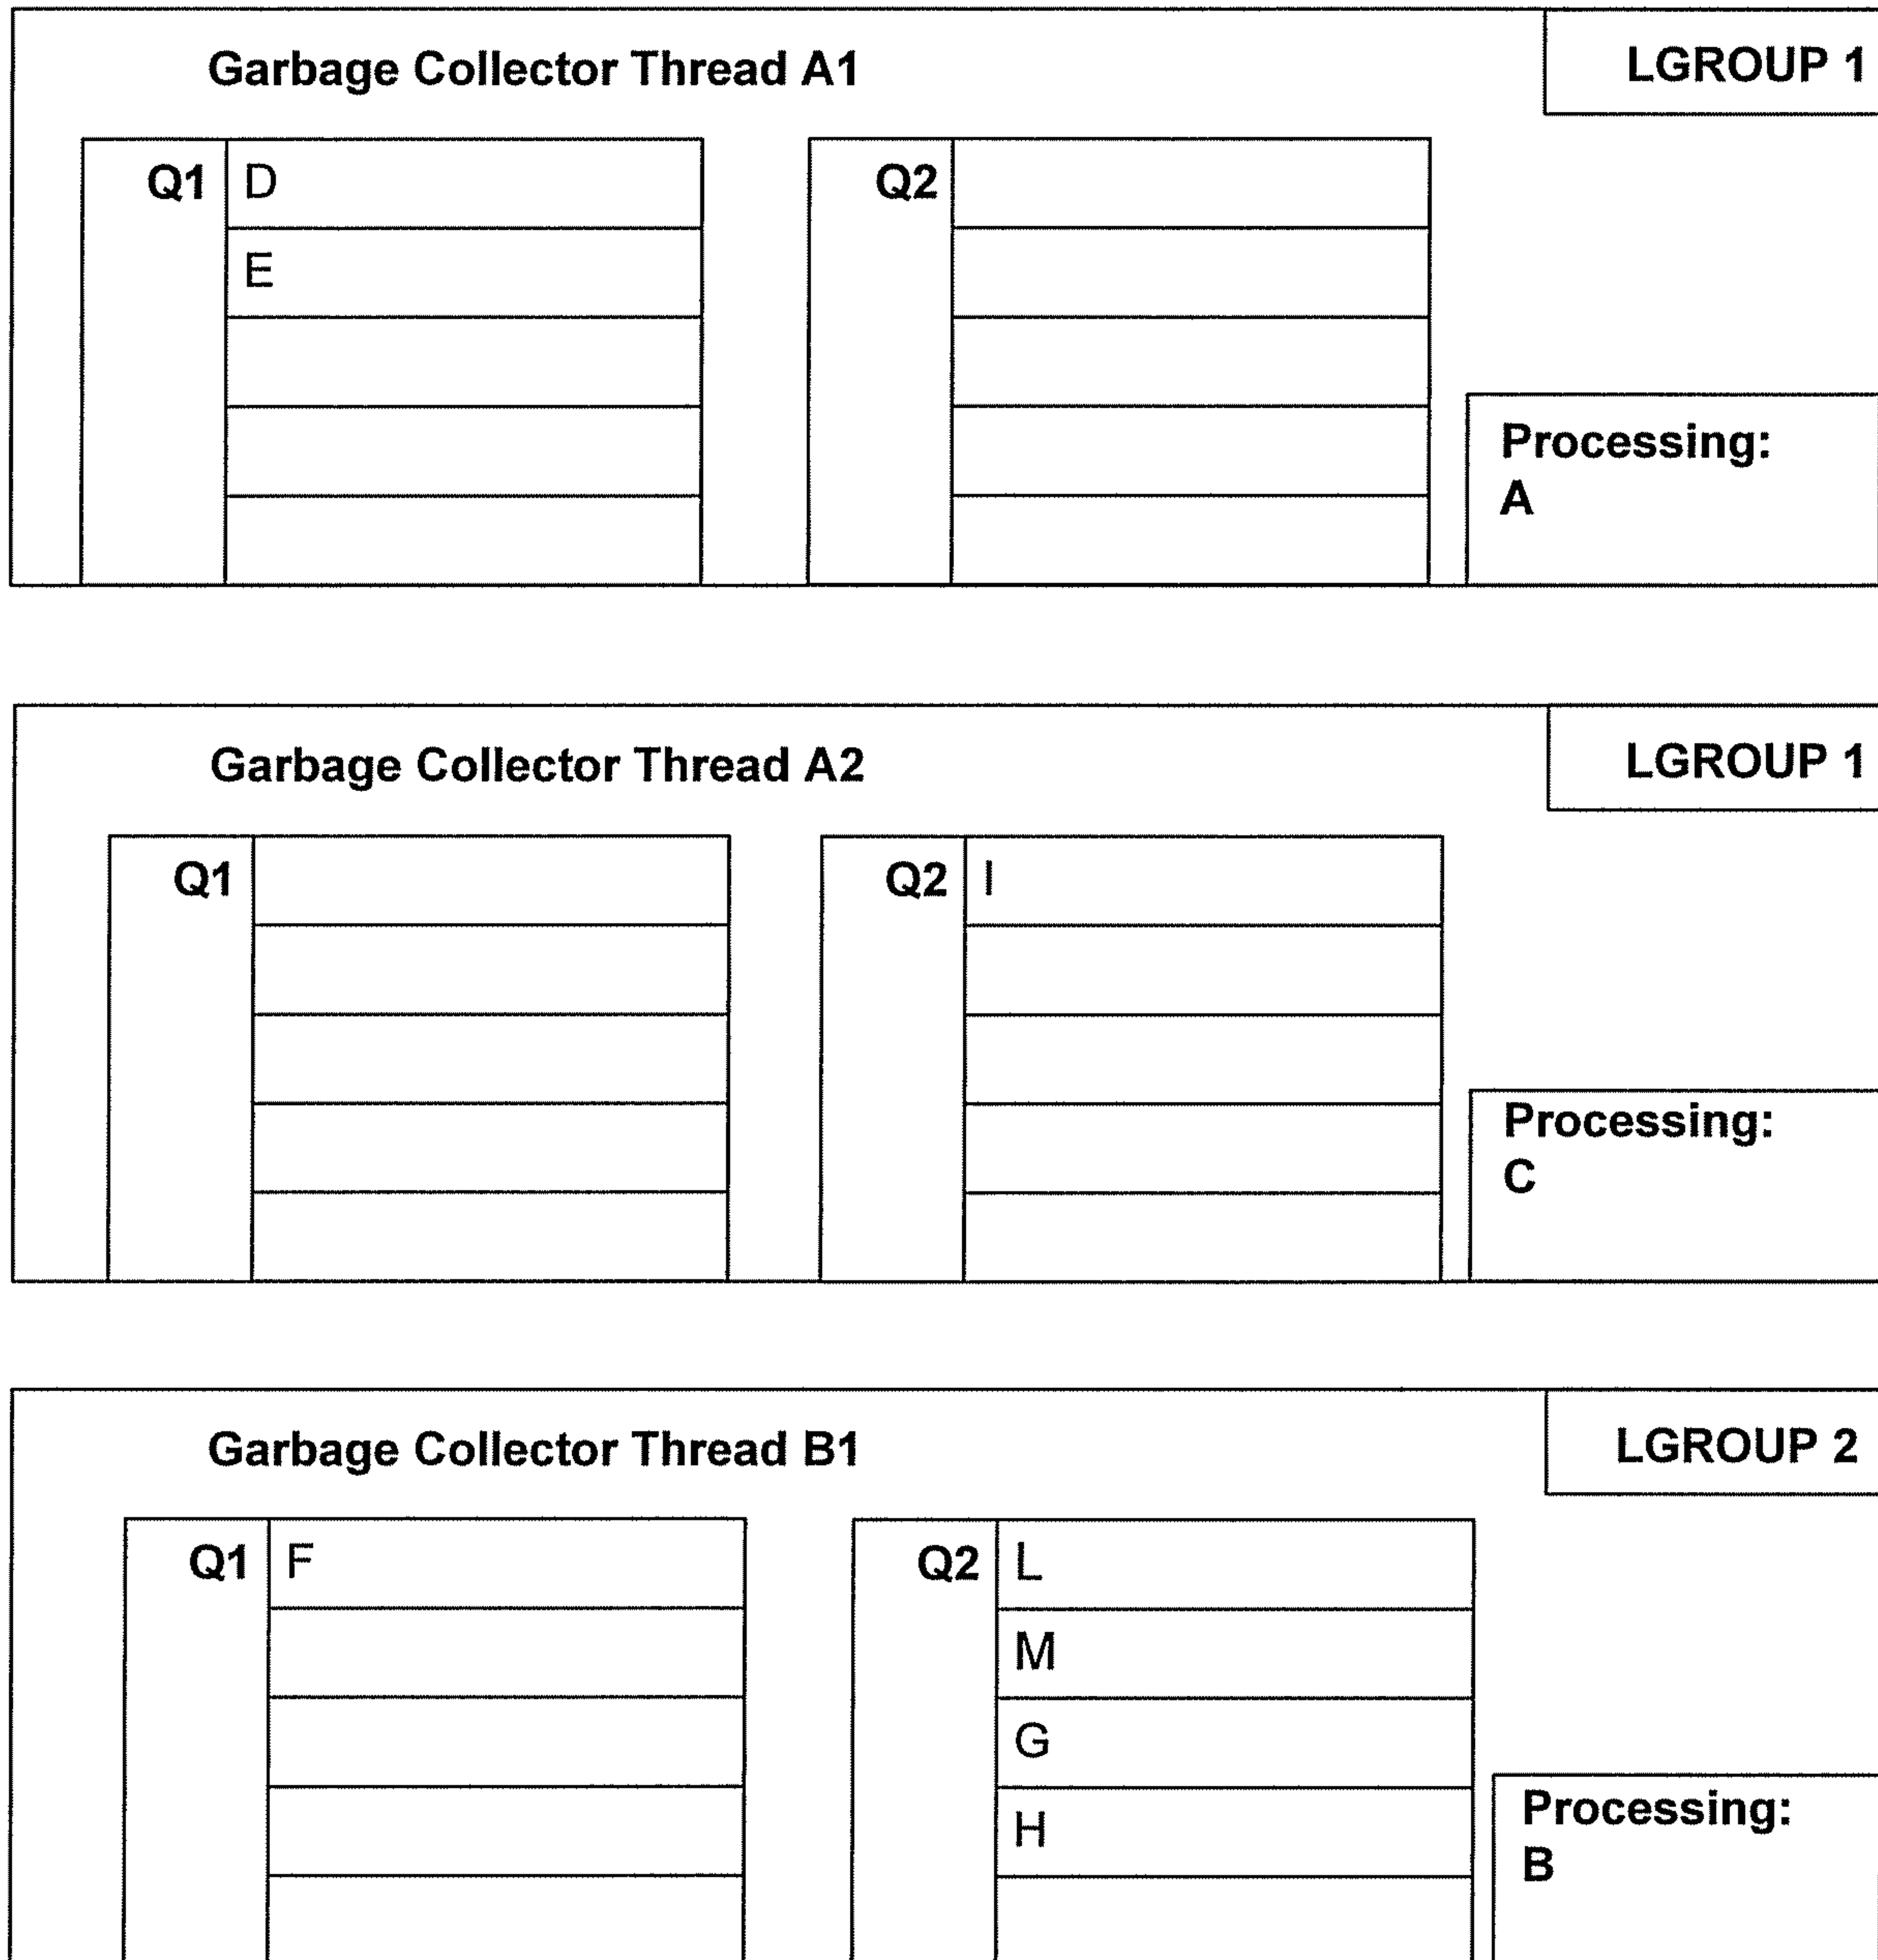 Garbage Collector Thread A1
LGROUP 1
Q1 D
E
Q2
Processing:
A
Garbage Collector Thread A2
LGROUP 1
Q1
Q2 I
Processing:
C
Garbage Collector Thread B1
LGROUP 2
Q1 F
Q2 L
M
G
H
Processing:
B